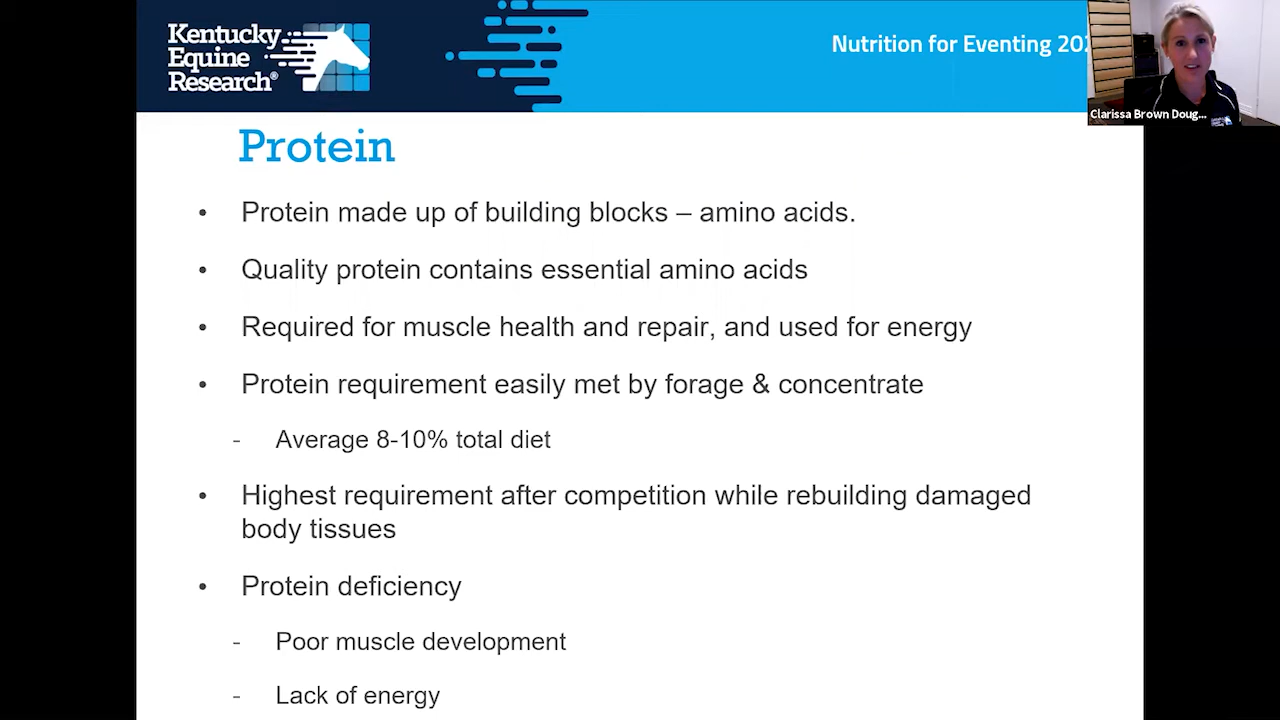 Kentucky
Equine
Research®
Nutrition for Eventing
Clarissa Brown Doug...
Protein
• Protein made up of building blocks – amino acids.
• Quality protein contains essential amino acids
• Required for muscle health and repair, and used for energy
• Protein requirement easily met by forage & concentrate
- Average 8-10% total diet
• Highest requirement after competition while rebuilding damaged
body tissues
• Protein deficiency
- Poor muscle development
- Lack of energy